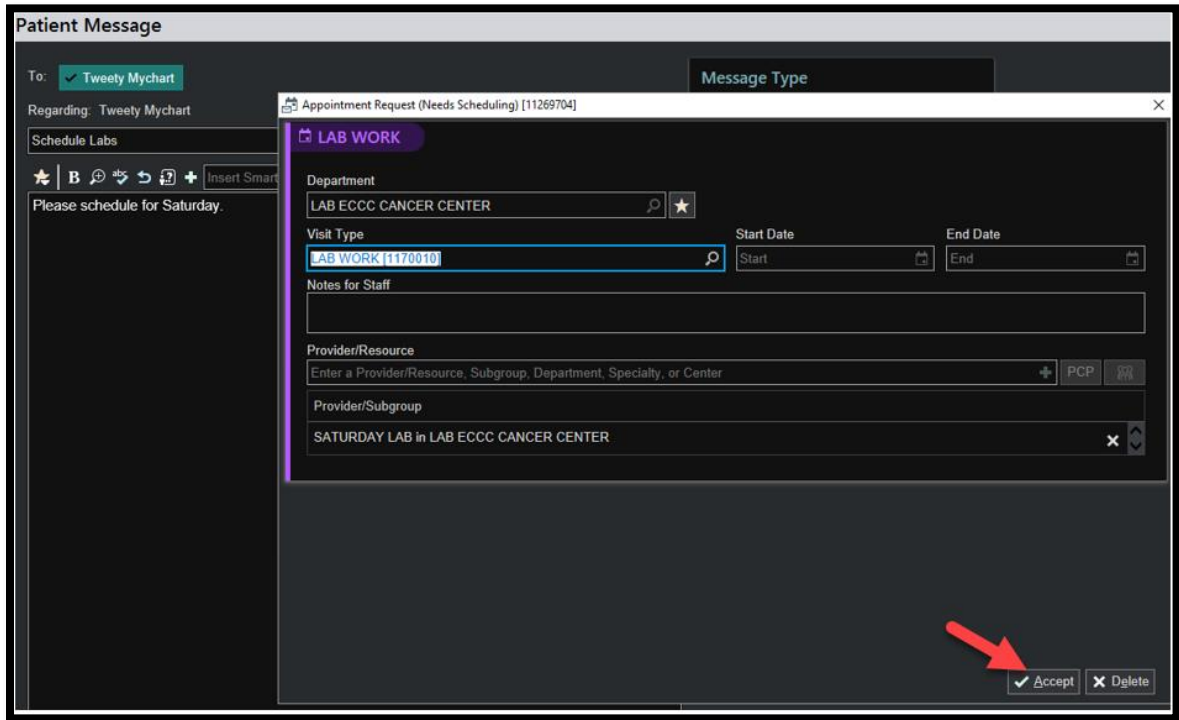 Patient Message
To: Tweety Mychart
Message Type
Regarding: Tweety Mychart
Appointment Request (Needs Scheduling) [11269704]
Schedule Labs
LAB WORK
B abc Insert Smart
Please schedule for Saturday.
Department
LAB ECCC CANCER CENTER
Visit Type Start Date End Date
LAB WORK [1170010] Start End
Notes for Staff
Provider/Resource
Enter a Provider/Resource, Subgroup, Department, Specialty, or Center PCP
Provider/Subgroup
SATURDAY LAB in LAB ECCC CANCER CENTER
Accept Delete